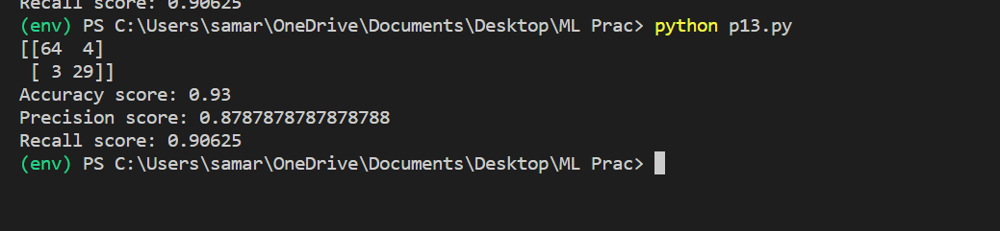 Recall score: 0.90625
(env) PS C:\Users\samar\OneDrive\Documents\Desktop\ML Prac> python p13.py
[[64  4]
 [ 3 29]]
Accuracy score: 0.93
Precision score: 0.8787878787878788
Recall score: 0.90625
(env) PS C:\Users\samar\OneDrive\Documents\Desktop\ML Prac>